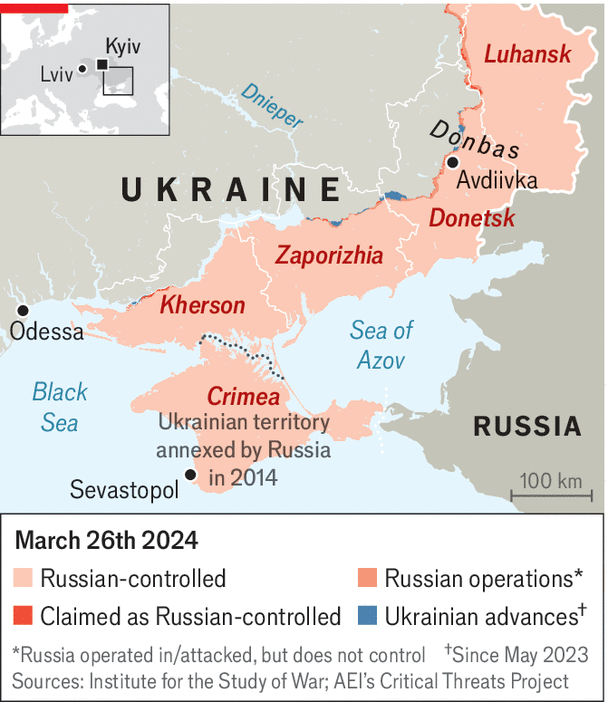 Kyiv
Lviv
Luhansk
Dnieper
Donbas
UKRAINE
Avdiivka
Donetsk
Zaporizhia
Kherson
Odessa
Sea of
Azov
Black
Sea
Crimea
Ukrainian territory
annexed by Russia
in 2014
RUSSIA
Sevastopol
100 km
March 26th 2024
Russian-controlled
Russian operations*
Claimed as Russian-controlled
Ukrainian advances†
*Russia operated in/attacked, but does not control †Since May 2023
Sources: Institute for the Study of War; AEI's Critical Threats Project